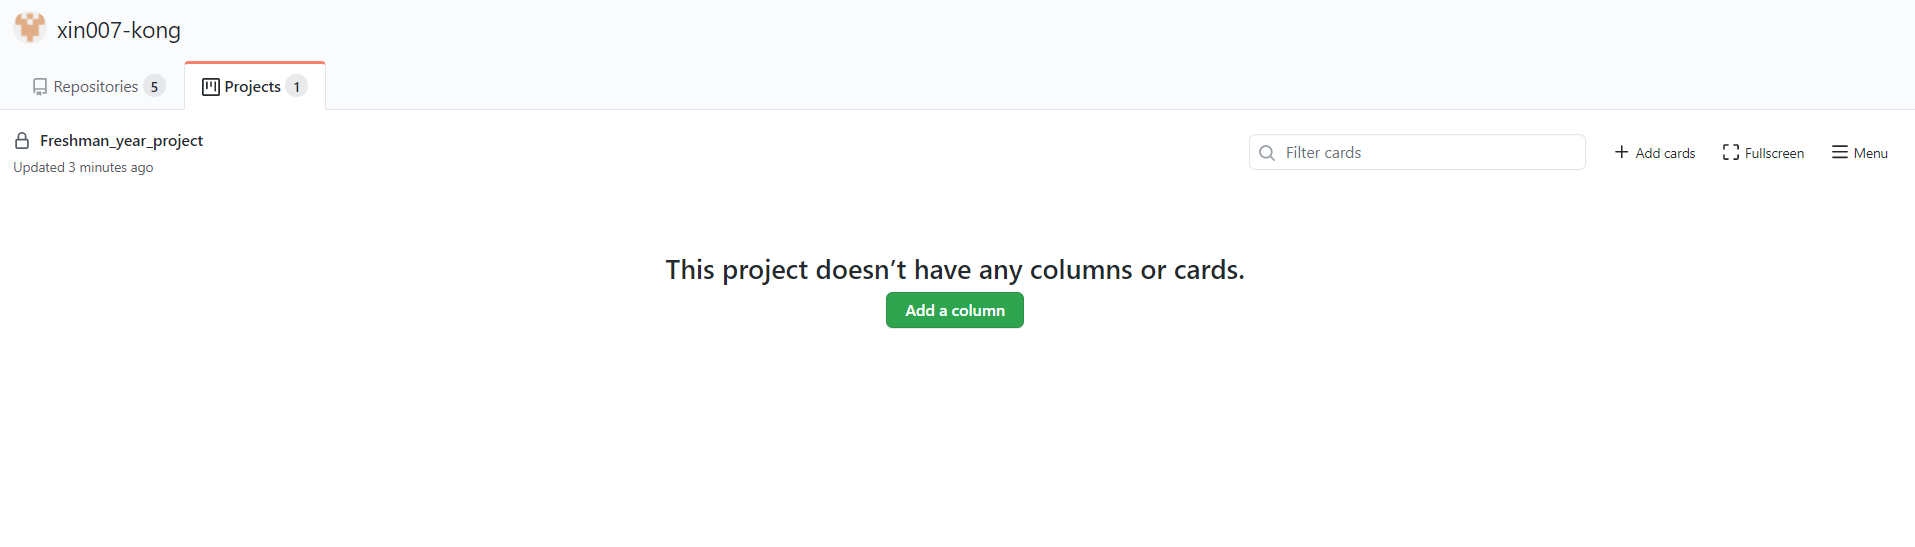 xin007-kong
Repositories 5 Projects 1
Freshman_year_project
Updated 3 minutes ago
Filter cards Add cards Fullscreen Menu
This project doesn’t have any columns or cards.
Add a column